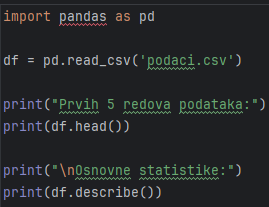 import pandas as pd
df = pd.read_csv('podaci.csv')
print("Prvih 5 redova podataka:")
print(df.head())
print("\nOsnovne statistike:")
print(df.describe())